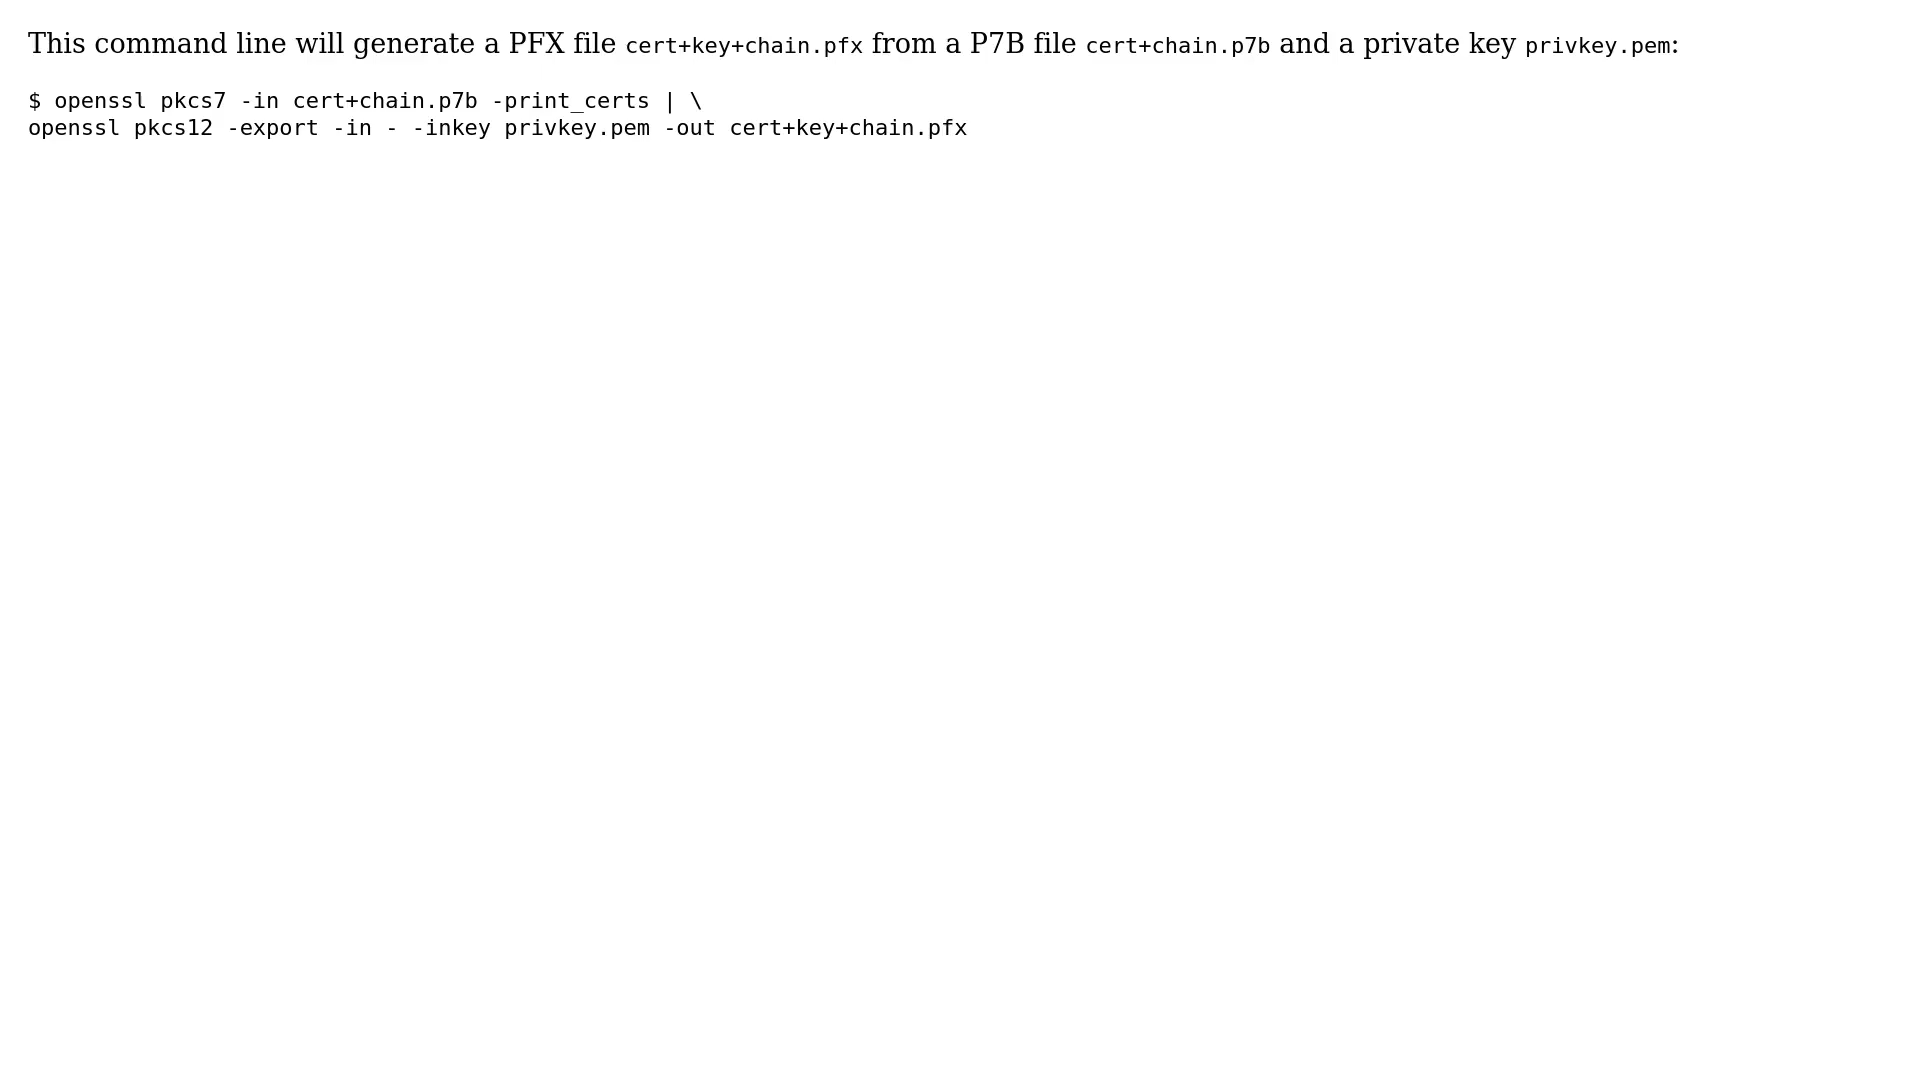 This command line will generate a PFX file cert+key+chain.pfx from a P7B file cert+chain.p7b and a private key privkey.pem:
$ openssl pkcs7 -in cert+chain.p7b -print_certs | \
openssl pkcs12 -export -in - -inkey privkey.pem -out cert+key+chain.pfx